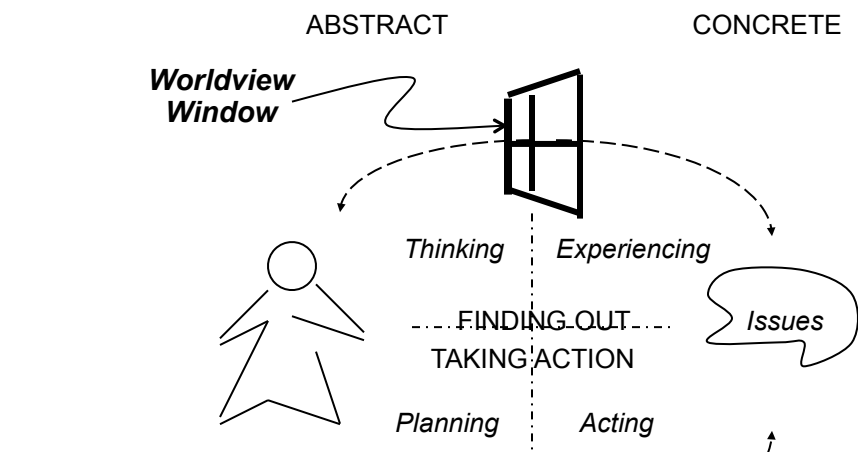 ABSTRACT
CONCRETE
Worldview
Window
Thinking
Experiencing
FINDING OUT
Issues
TAKING ACTION
Planning
Acting